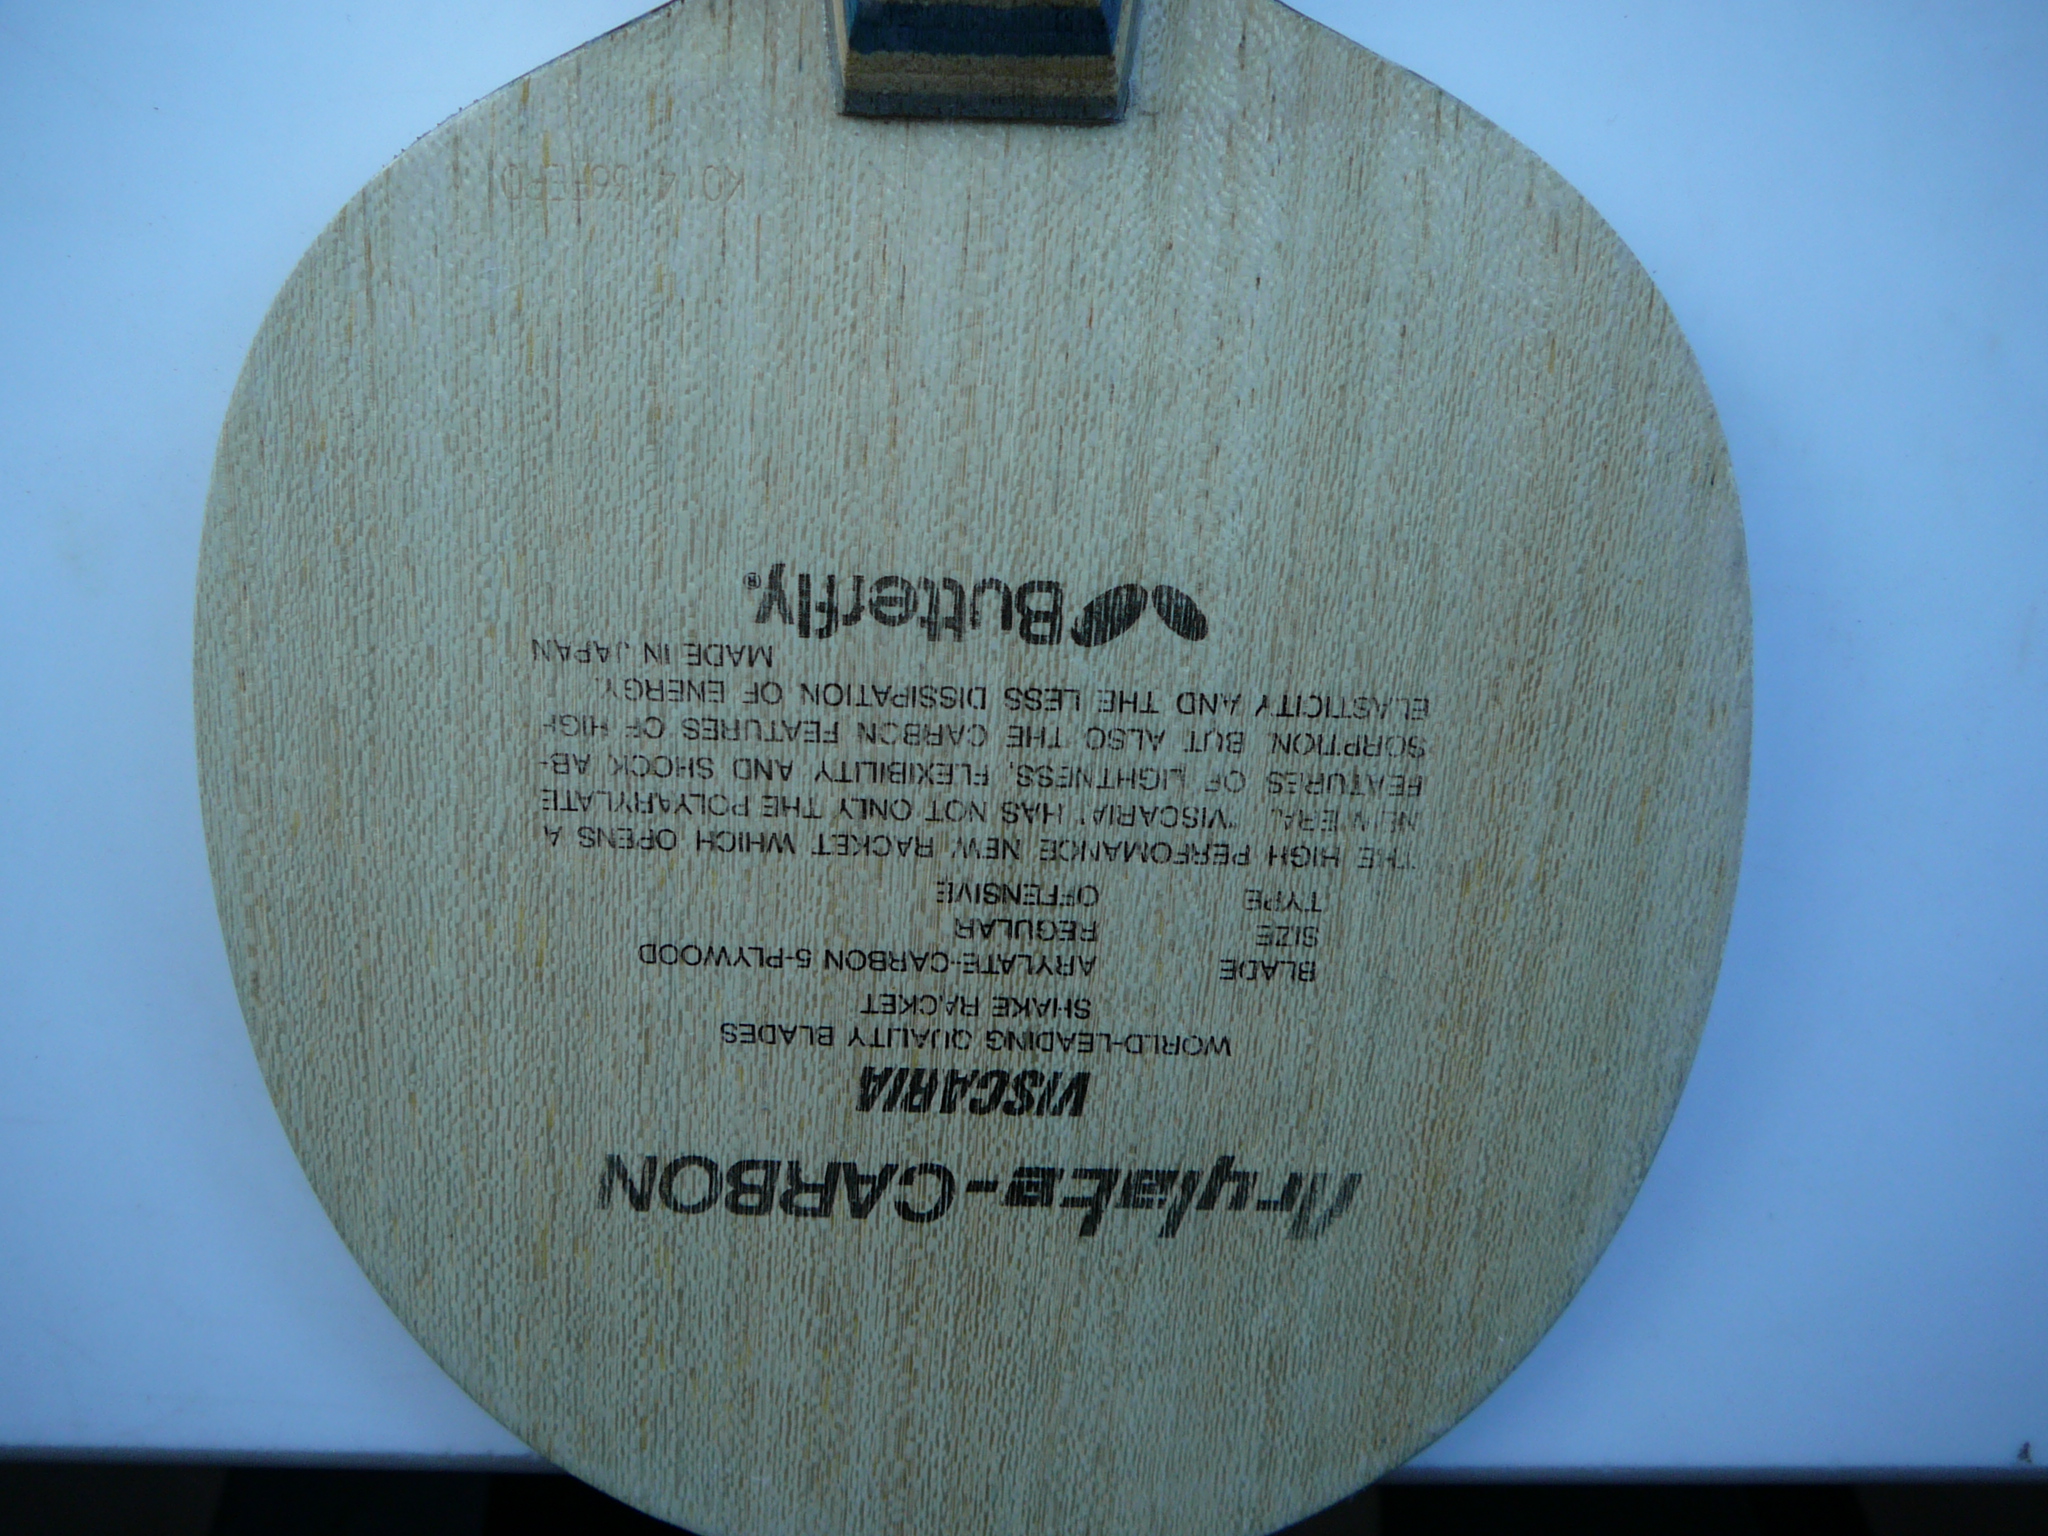 Arylate-CARBON
VISCARIA
WORLD-LEADING QUALITY BLADES
SHAKE RACKET
BLADE ARYLATE-CARBON 5-PLYWOOD
SIZE REGULAR
TYPE OFFENSIVE
THE HIGH PERFOMANCE NEW RACKET WHICH OPENS A
NEW ERA. "VISCARIA" HAS NOT ONLY THE POLYARYLATE
FEATURES OF LIGHTNESS, FLEXIBILITY AND SHOCK AB-
SORPTION, BUT ALSO THE CARBON FEATURES OF HIGH
ELASTICITY AND THE LESS DISSIPATION OF ENERGY.
MADE IN JAPAN
Butterfly®